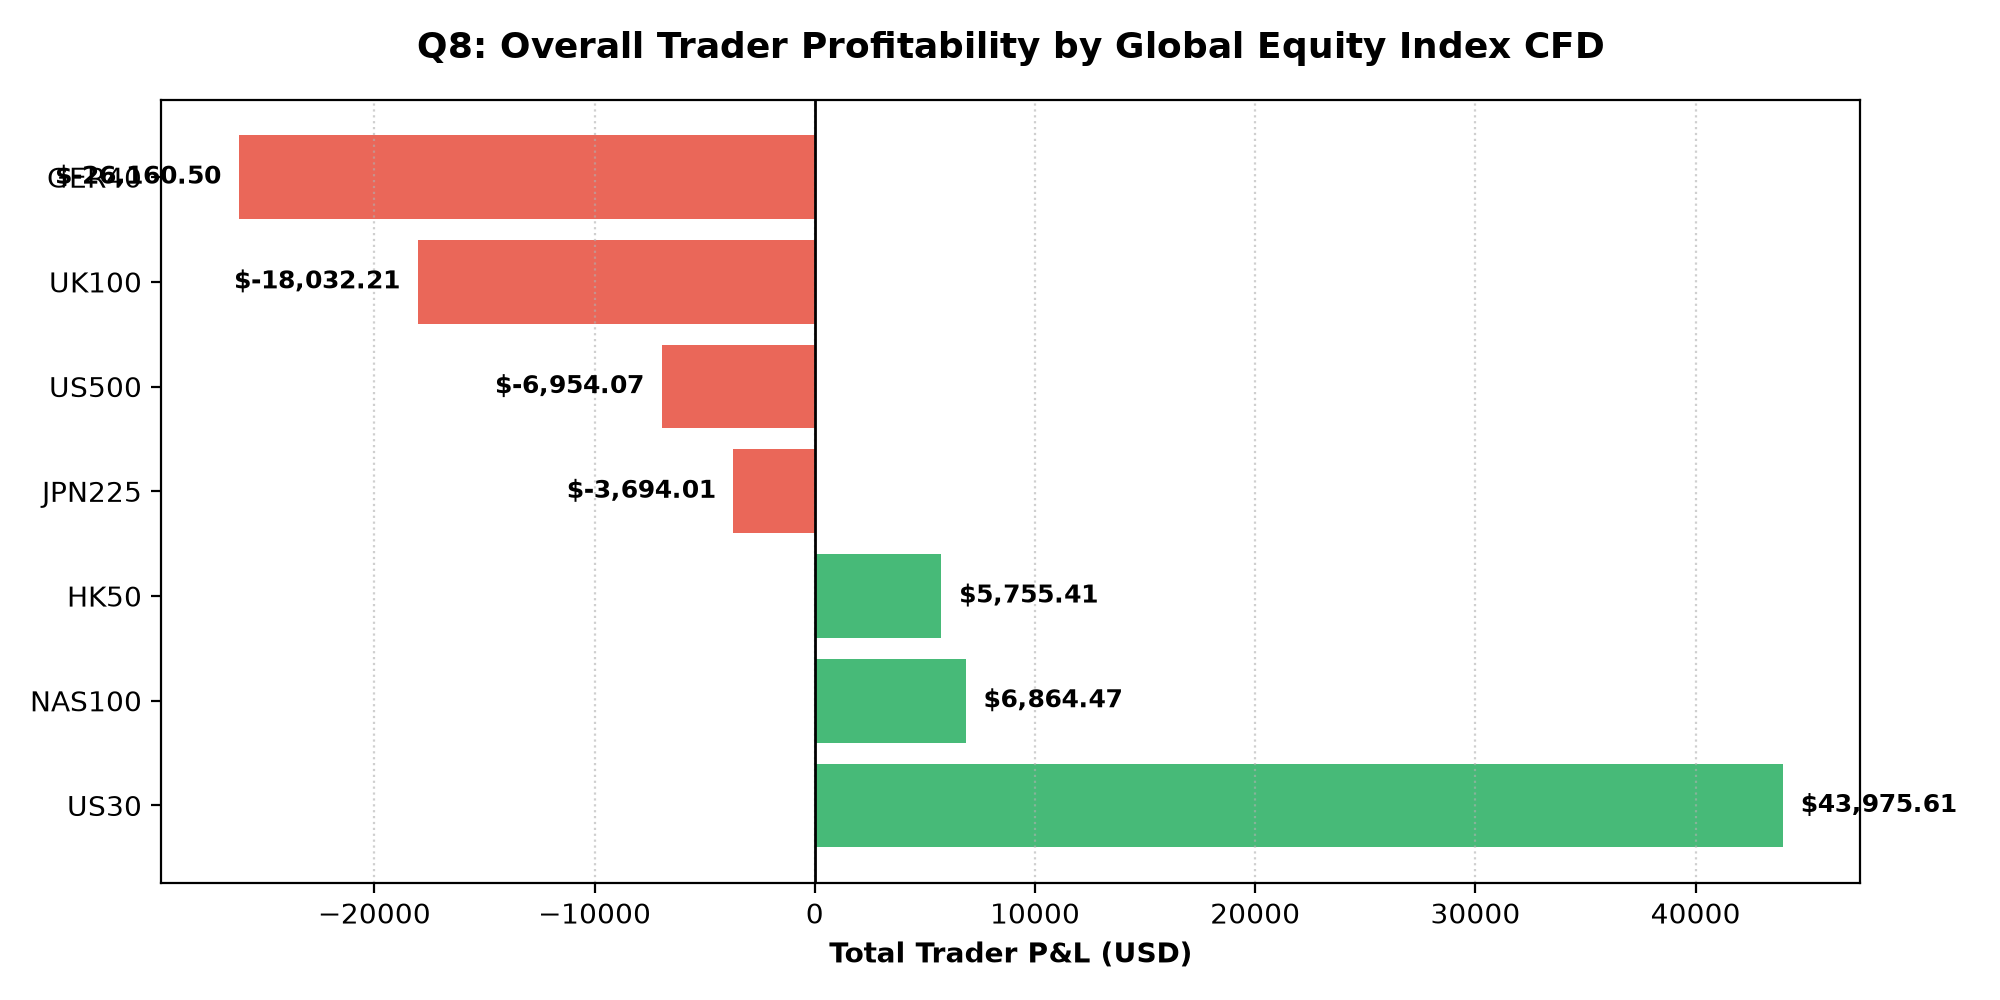 Q8: Overall Trader Profitability by Global Equity Index CFD
GER40 $-26,160.50
UK100 $-18,032.21
US500 $-6,954.07
JPN225 $-3,694.01
HK50 $5,755.41
NAS100 $6,864.47
US30 $43,975.61
−20000 −10000 0 10000 20000 30000 40000
Total Trader P&L (USD)